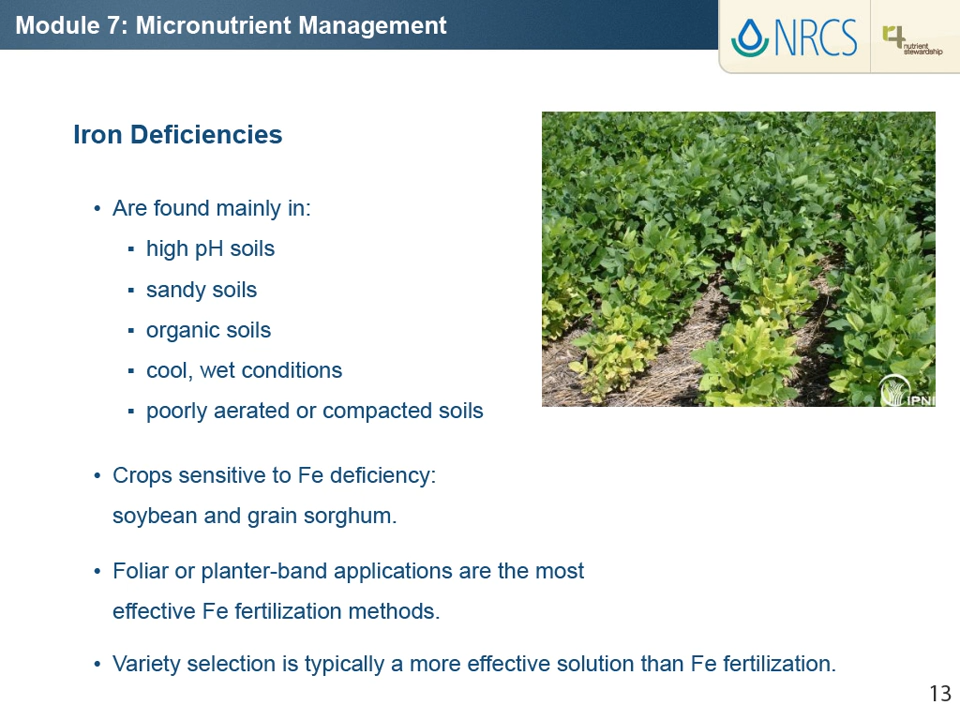 Module 7: Micronutrient Management
NRCS
r4 nutrient
stewardship
Iron Deficiencies
• Are found mainly in:
▪ high pH soils
▪ sandy soils
▪ organic soils
▪ cool, wet conditions
▪ poorly aerated or compacted soils
IPNI
• Crops sensitive to Fe deficiency:
soybean and grain sorghum.
• Foliar or planter-band applications are the most
effective Fe fertilization methods.
• Variety selection is typically a more effective solution than Fe fertilization.
13